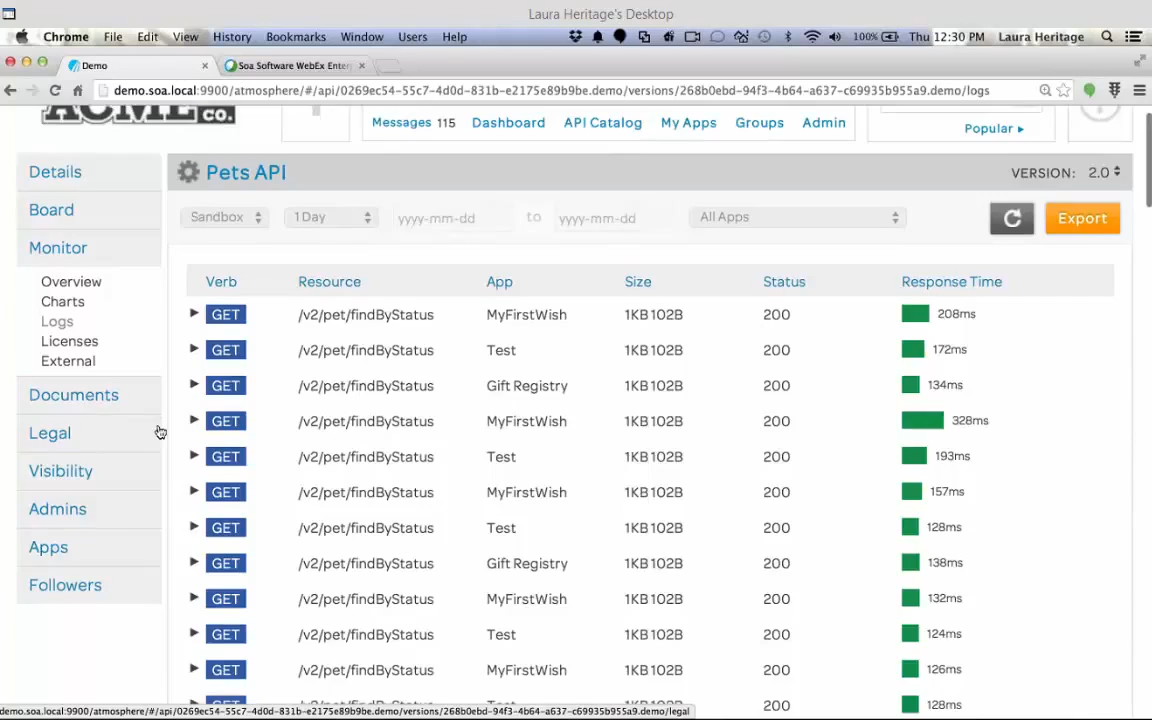 Laura Heritage's Desktop
Chrome File Edit View History Bookmarks Window Users Help 100% Thu 12:30 PM Laura Heritage
Demo × Soa Software WebEx Enter ×
demo.soa.local:9900/atmosphere/#/api/0269ec54-55c7-4d0d-831b-e2175e89b9be.demo/versions/268b0ebd-94f3-4b64-a637-c69935b955a9.demo/logs
ACME CO.
Messages 115 Dashboard API Catalog My Apps Groups Admin
Popular ▸
Details
Board
Monitor
Overview
Charts
Logs
Licenses
External
Documents
Legal
Visibility
Admins
Apps
Followers
Pets API VERSION: 2.0
Sandbox 1 Day yyyy-mm-dd to yyyy-mm-dd All Apps Export
Verb Resource App Size Status Response Time
GET /v2/pet/findByStatus MyFirstWish 1KB 102B 200 208ms
GET /v2/pet/findByStatus Test 1KB 102B 200 172ms
GET /v2/pet/findByStatus Gift Registry 1KB 102B 200 134ms
GET /v2/pet/findByStatus MyFirstWish 1KB 102B 200 328ms
GET /v2/pet/findByStatus Test 1KB 102B 200 193ms
GET /v2/pet/findByStatus MyFirstWish 1KB 102B 200 157ms
GET /v2/pet/findByStatus Test 1KB 102B 200 128ms
GET /v2/pet/findByStatus Gift Registry 1KB 102B 200 138ms
GET /v2/pet/findByStatus MyFirstWish 1KB 102B 200 132ms
GET /v2/pet/findByStatus Test 1KB 102B 200 124ms
GET /v2/pet/findByStatus MyFirstWish 1KB 102B 200 126ms
200 128ms
demo.soa.local:9900/atmosphere/#/api/0269ec54-55c7-4d0d-831b-e2175e89b9be.demo/versions/268b0ebd-94f3-4b64-a637-c69935b955a9.demo/legal